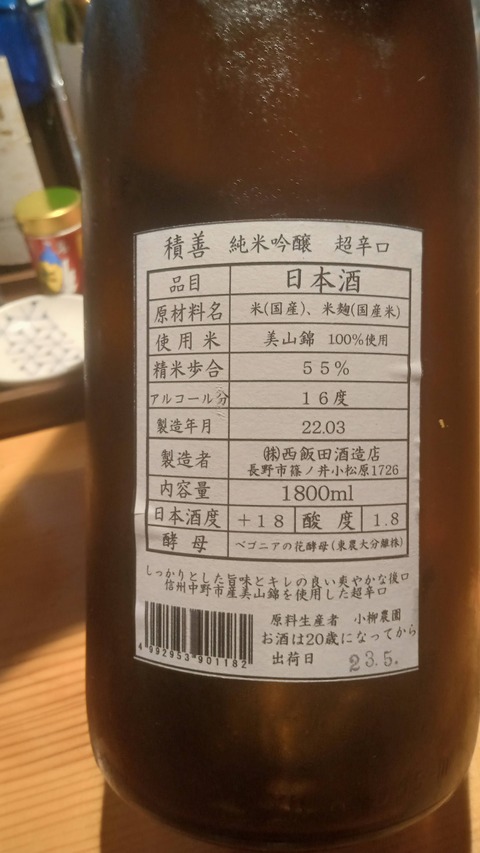 積善 純米吟醸 超辛口
品目 日本酒
原材料名 米(国産)、米麹(国産米)
使用米 美山錦 100%使用
精米歩合 55%
アルコール分 16度
製造年月 22.03
製造者 ㈱西飯田酒造店
長野市篠ノ井小松原1726
内容量 1800ml
日本酒度 +18 酸度 1.8
酵母 ベゴニアの花酵母(東農大分離株)
しっかりとした旨味とキレの良い爽やかな後口
信州中野市産美山錦を使用した超辛口
原料生産者 小柳農園
お酒は20歳になってから
出荷日 23.5.
4 992953 901182